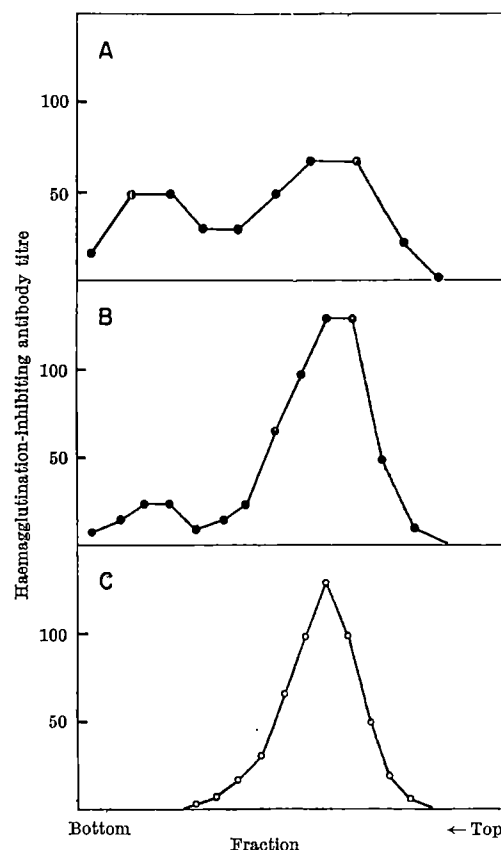 A
100
50
B
100
50
C
100
50
Haemagglutination-inhibiting antibody titre
Bottom
← Top
Fraction